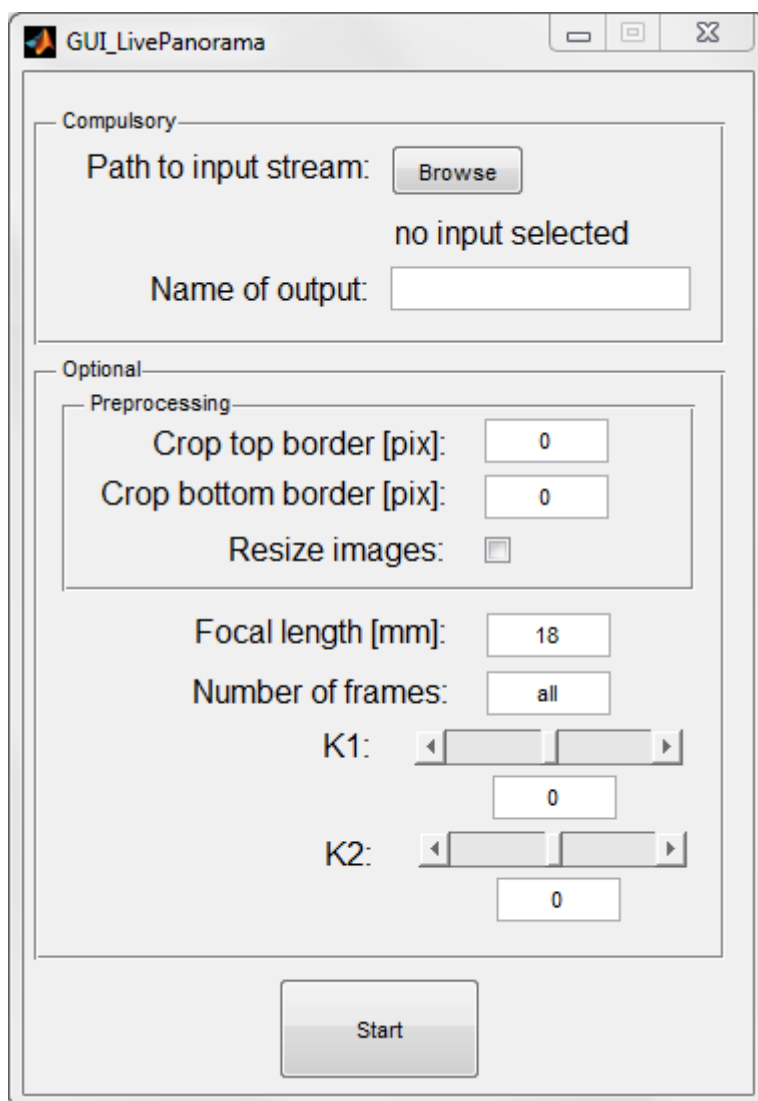 GUI_LivePanorama
Compulsory
Path to input stream: Browse
no input selected
Name of output:
Optional
Preprocessing
Crop top border [pix]: 0
Crop bottom border [pix]: 0
Resize images:
Focal length [mm]: 18
Number of frames: all
K1:
0
K2:
0
Start